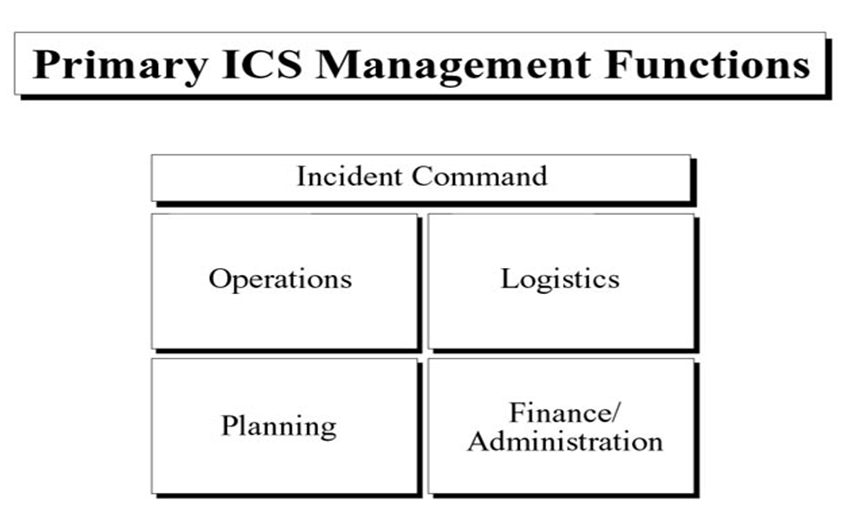 Primary ICS Management Functions
Incident Command
Operations
Logistics
Planning
Finance/
Administration